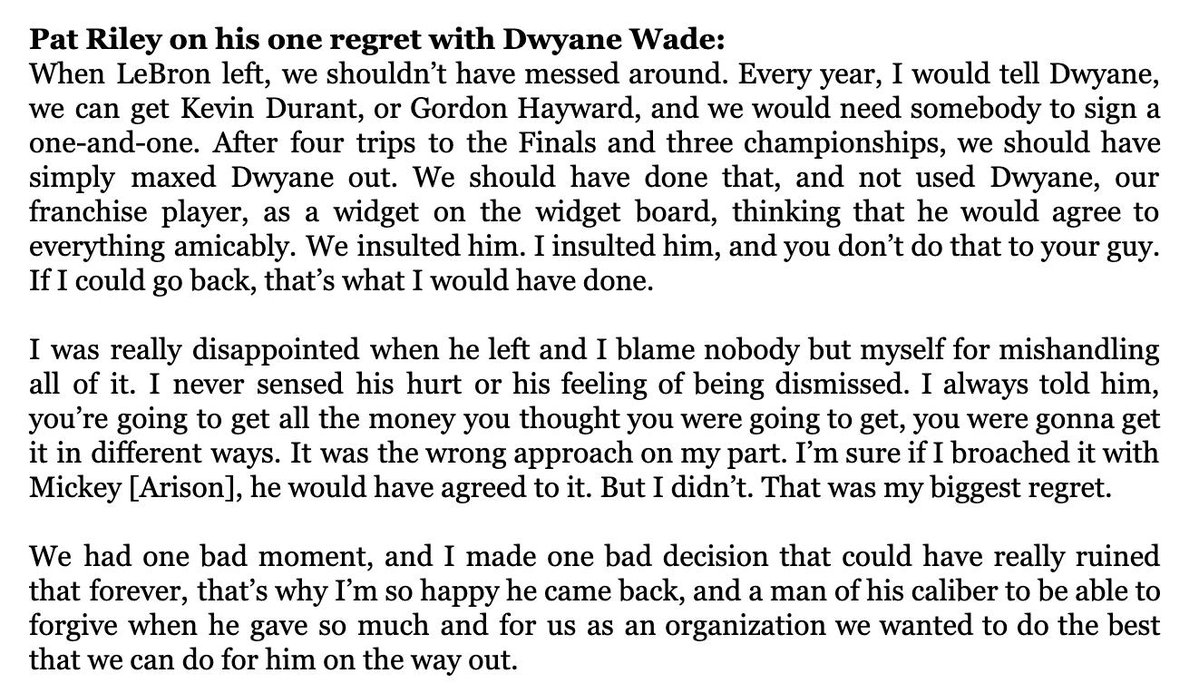 Pat Riley on his one regret with Dwyane Wade:
When LeBron left, we shouldn’t have messed around. Every year, I would tell Dwyane,
we can get Kevin Durant, or Gordon Hayward, and we would need somebody to sign a
one-and-one. After four trips to the Finals and three championships, we should have
simply maxed Dwyane out. We should have done that, and not used Dwyane, our
franchise player, as a widget on the widget board, thinking that he would agree to
everything amicably. We insulted him. I insulted him, and you don’t do that to your guy.
If I could go back, that’s what I would have done.
I was really disappointed when he left and I blame nobody but myself for mishandling
all of it. I never sensed his hurt or his feeling of being dismissed. I always told him,
you’re going to get all the money you thought you were going to get, you were gonna get
it in different ways. It was the wrong approach on my part. I’m sure if I broached it with
Mickey [Arison], he would have agreed to it. But I didn’t. That was my biggest regret.
We had one bad moment, and I made one bad decision that could have really ruined
that forever, that’s why I’m so happy he came back, and a man of his caliber to be able to
forgive when he gave so much and for us as an organization we wanted to do the best
that we can do for him on the way out.